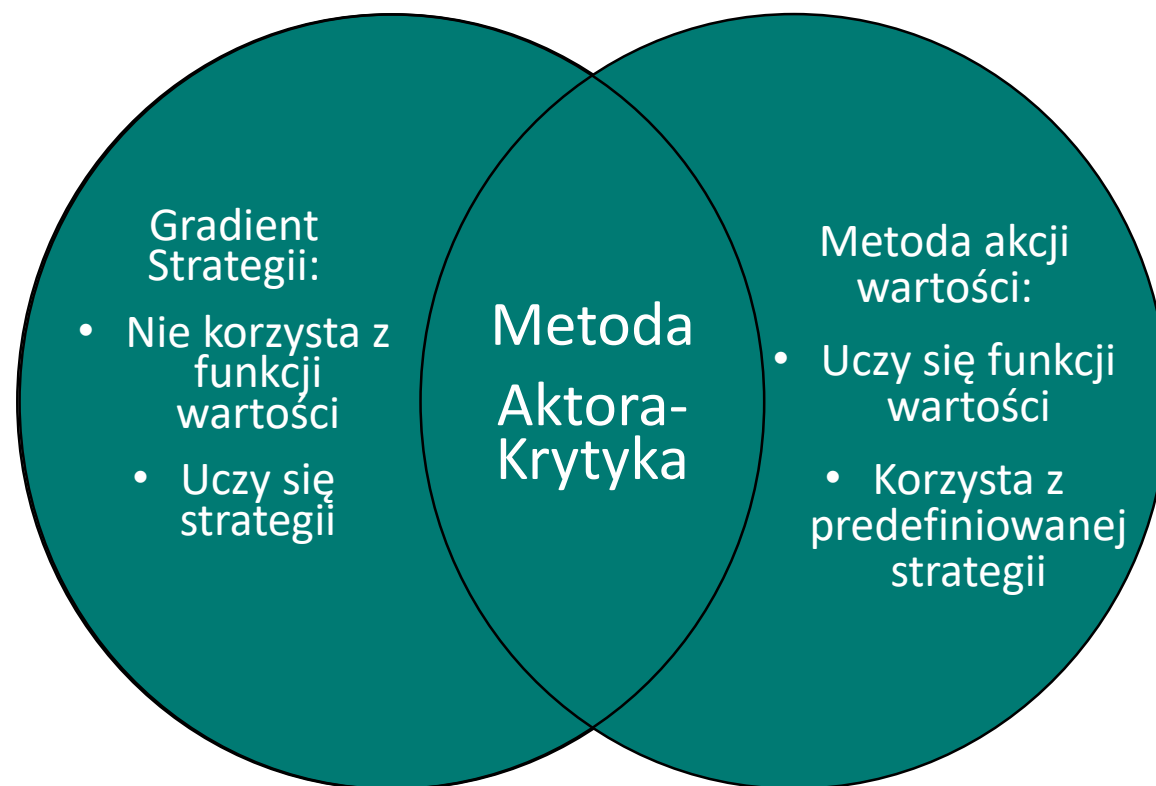 Gradient
Strategii:
• Nie korzysta z
funkcji
wartości
• Uczy się
strategii
Metoda
Aktora-
Krytyka
Metoda akcji
wartości:
• Uczy się funkcji
wartości
• Korzysta z
predefiniowanej
strategii